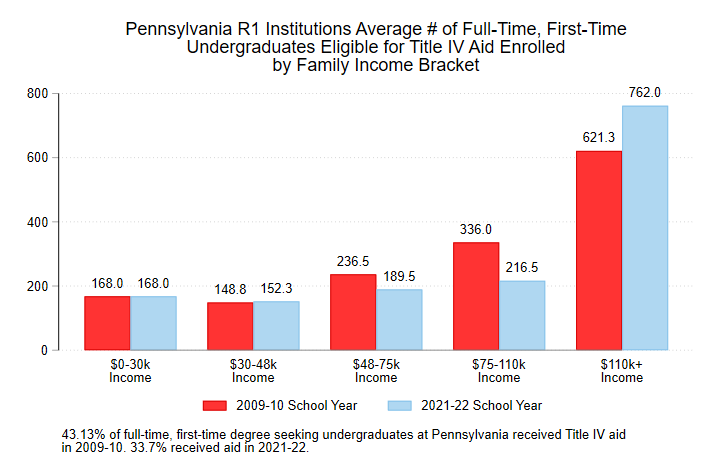 Pennsylvania R1 Institutions Average # of Full-Time, First-Time
Undergraduates Eligible for Title IV Aid Enrolled
by Family Income Bracket
800
600
400
200
0
168.0
168.0
148.8
152.3
236.5
189.5
336.0
216.5
621.3
762.0
$0-30k
Income
$30-48k
Income
$48-75k
Income
$75-110k
Income
$110k+
Income
2009-10 School Year
2021-22 School Year
43.13% of full-time, first-time degree seeking undergraduates at Pennsylvania received Title IV aid
in 2009-10. 33.7% received aid in 2021-22.